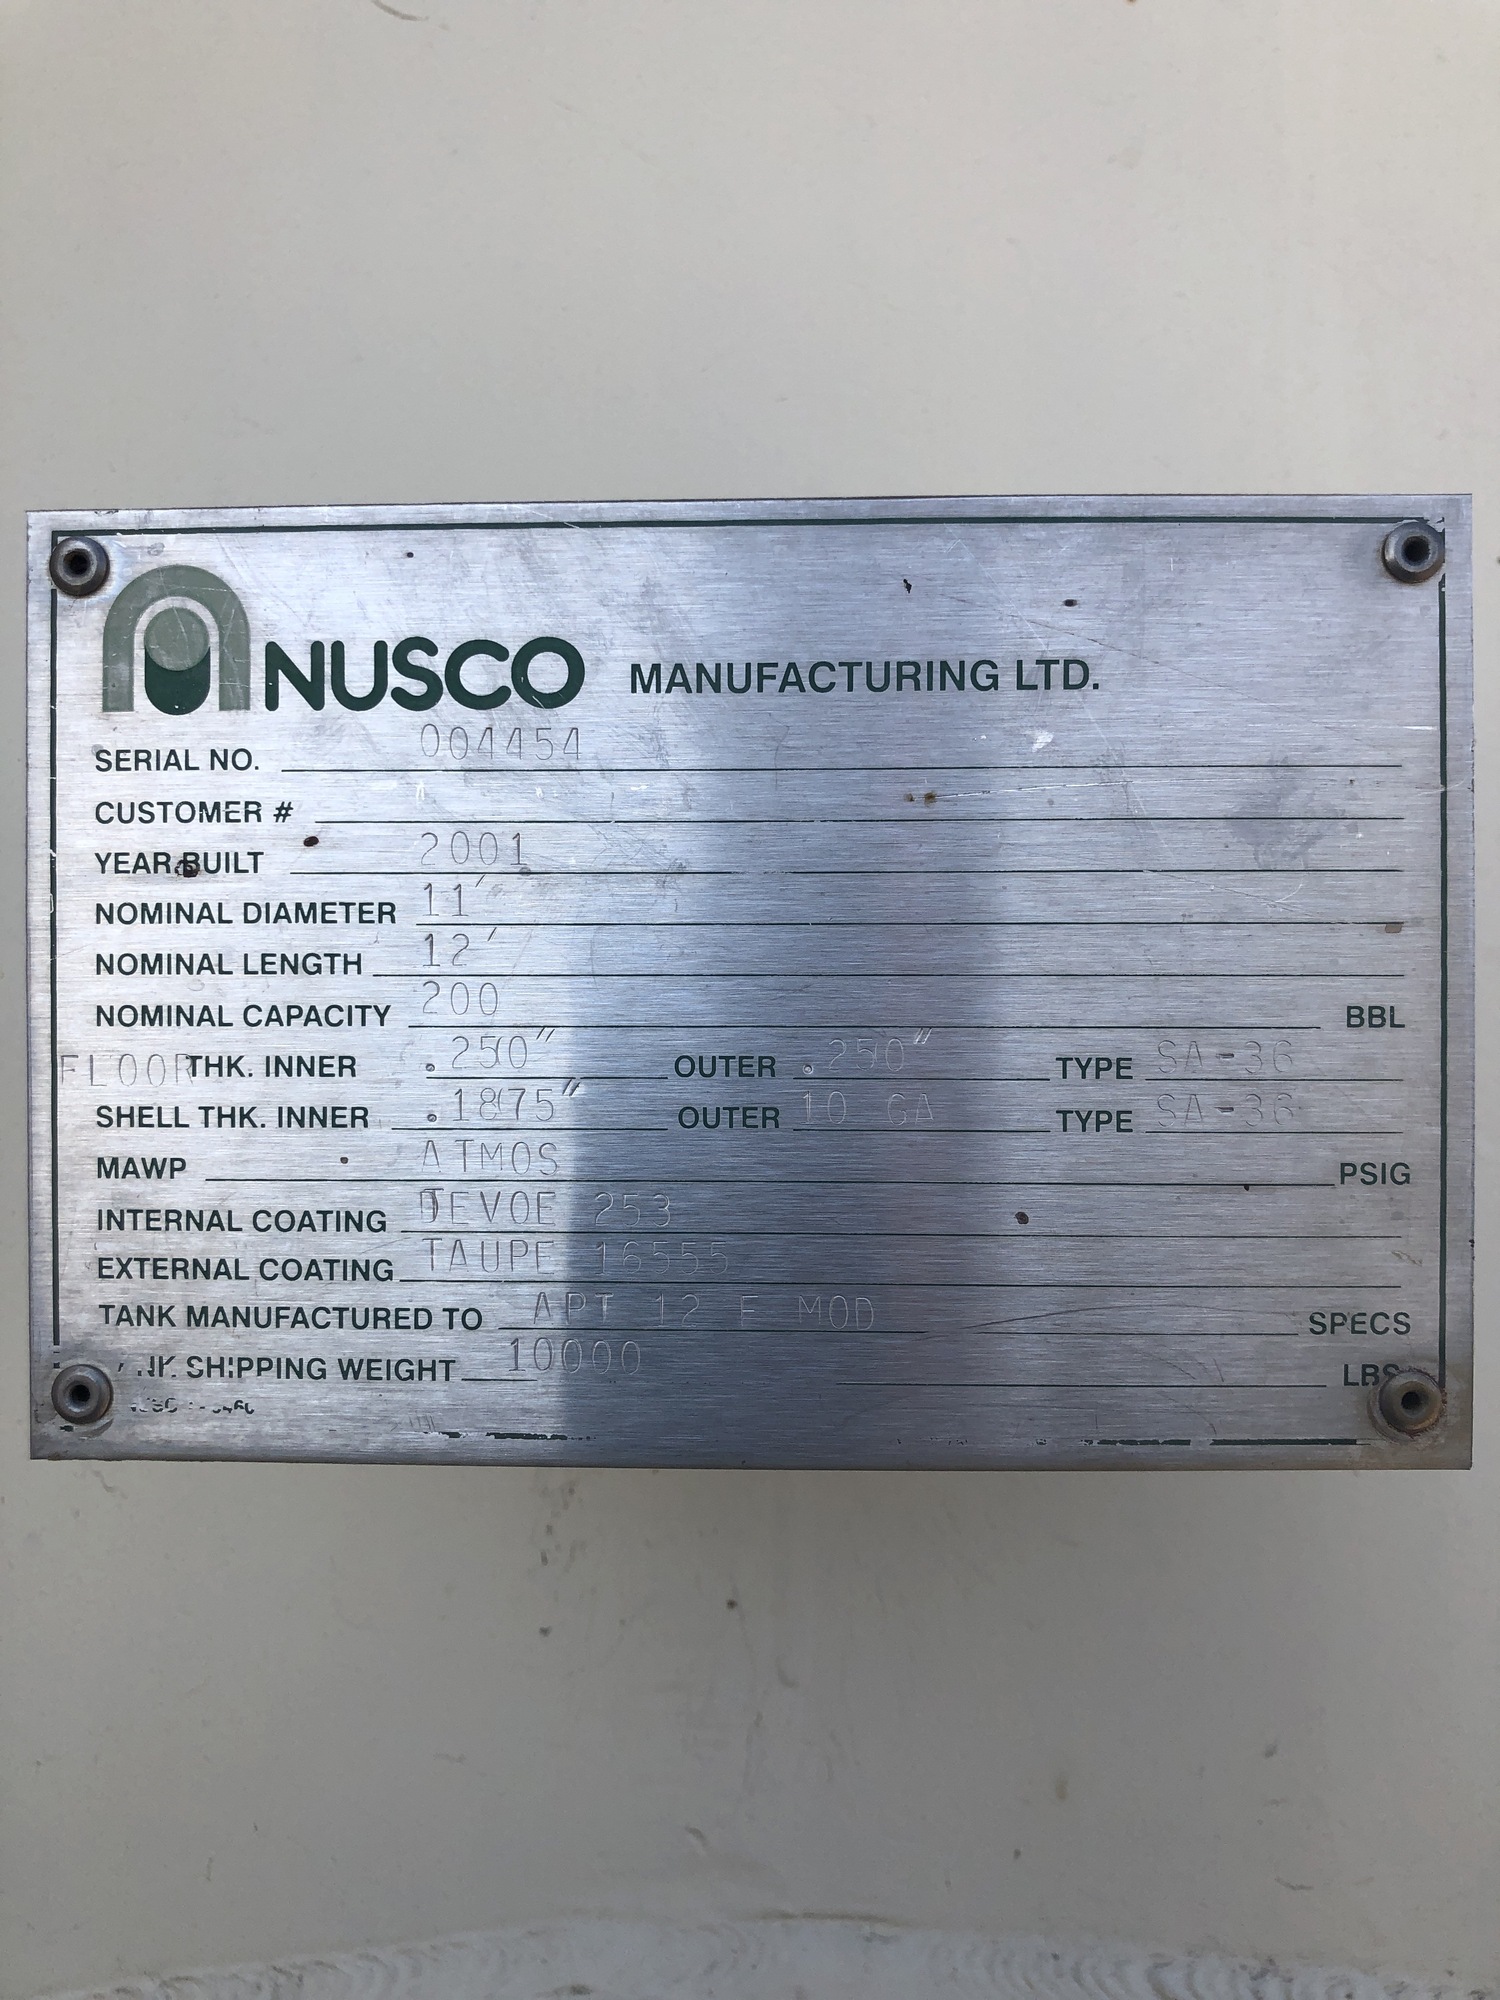 NUSCO MANUFACTURING LTD.
SERIAL NO. 004454
CUSTOMER #
YEAR BUILT 2001
NOMINAL DIAMETER 11'
NOMINAL LENGTH 12'
NOMINAL CAPACITY 200 BBL
FLOOR THK. INNER .250" OUTER .250" TYPE SA-36
SHELL THK. INNER .1875" OUTER 10 GA TYPE SA-36
MAWP ATMOS PSIG
INTERNAL COATING DEVOE 253
EXTERNAL COATING TAUPE 16555
TANK MANUFACTURED TO API 12 F MOD SPECS
SHIPPING WEIGHT 10000 LBS